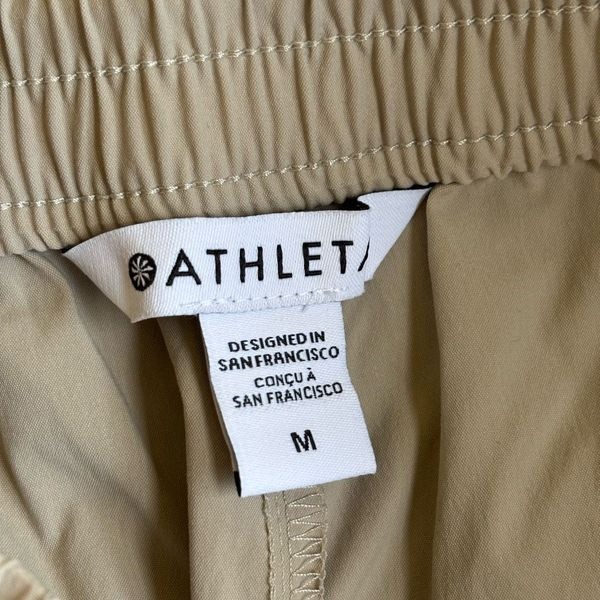 ATHLETA
DESIGNED IN
SAN FRANCISCO
CONÇU À
SAN FRANCISCO
M